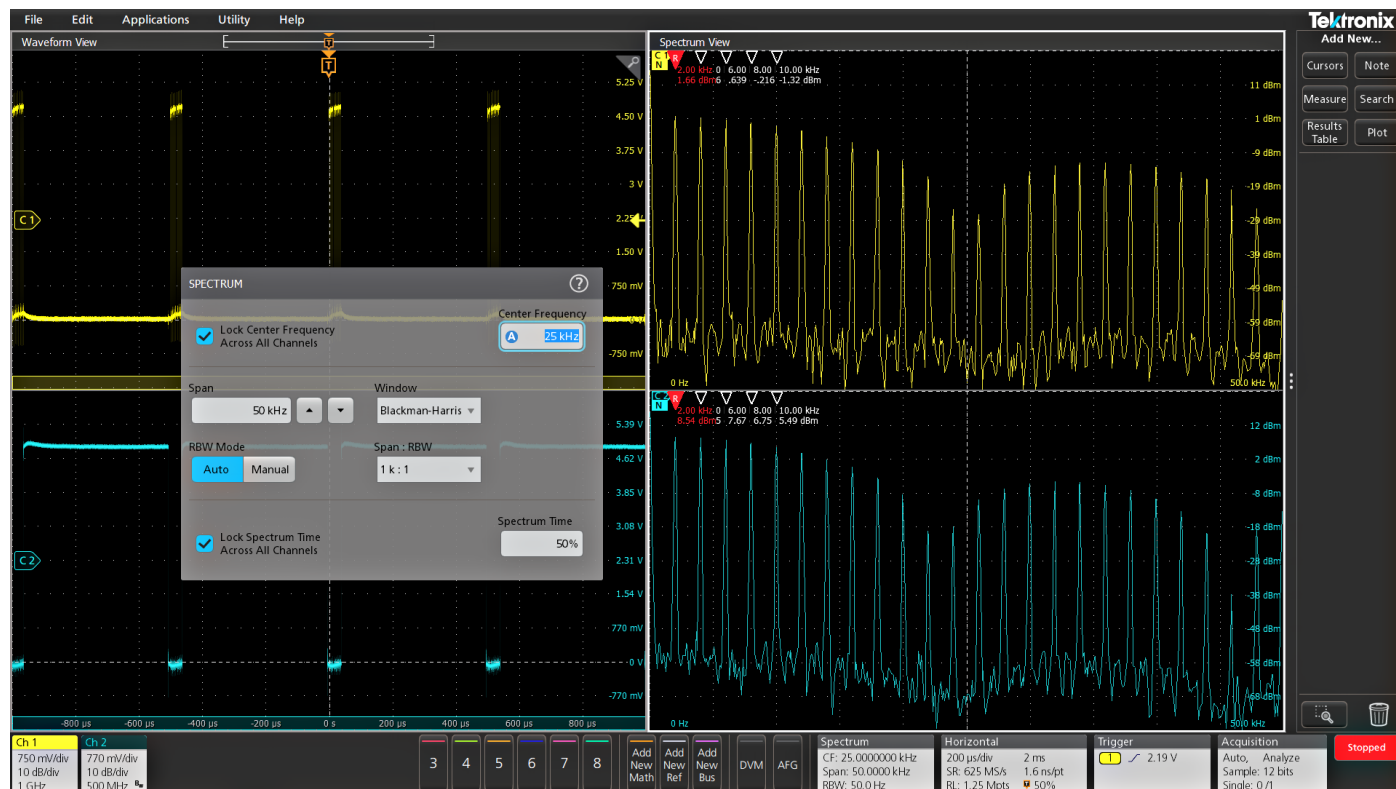 File Edit Applications Utility Help
Tektronix
Waveform View
Spectrum View
Add New...
Cursors Note
Measure Search
Results Table Plot
T
T
5.25 V
4.50 V
3.75 V
3 V
C 1
1.50 V
750 mV
-750 mV
N R
2.00 kHz 0 6.00 8.00 10.00 kHz
1.66 dBm 6 .639 -.216 -1.32 dBm
11 dBm
1 dBm
-9 dBm
-19 dBm
-29 dBm
-39 dBm
-49 dBm
-59 dBm
-69 dBm
0 Hz 50.0 kHz
SPECTRUM ?
Lock Center Frequency
Across All Channels
Center Frequency
A 25 kHz
Span
50 kHz
Window
Blackman-Harris
RBW Mode
Auto Manual
Span : RBW
1 k : 1
Lock Spectrum Time
Across All Channels
Spectrum Time
50%
C 2
5.39 V
4.62 V
3.85 V
3.08 V
2.31 V
1.54 V
770 mV
0 V
-770 mV
-800 µs -600 µs -400 µs -200 µs 0 s 200 µs 400 µs 600 µs 800 µs
N R
2.00 kHz 0 6.00 8.00 10.00 kHz
8.54 dBm 5 7.67 6.75 5.49 dBm
12 dBm
2 dBm
-8 dBm
-18 dBm
-28 dBm
-38 dBm
-48 dBm
-58 dBm
-68 dBm
0 Hz 50.0 kHz
Ch 1
750 mV/div
10 dB/div
1 GHz
Ch 2
770 mV/div
10 dB/div
500 MHz
3 4 5 6 7 8
Add New Math
Add New Ref
Add New Bus
DVM AFG
Spectrum
CF: 25.0000000 kHz
Span: 50.0000 kHz
RBW: 50.0 Hz
Horizontal
200 µs/div 2 ms
SR: 625 MS/s 1.6 ns/pt
RL: 1.25 Mpts 50%
Trigger
1 2.19 V
Acquisition
Auto, Analyze
Sample: 12 bits
Single: 0 /1
Stopped